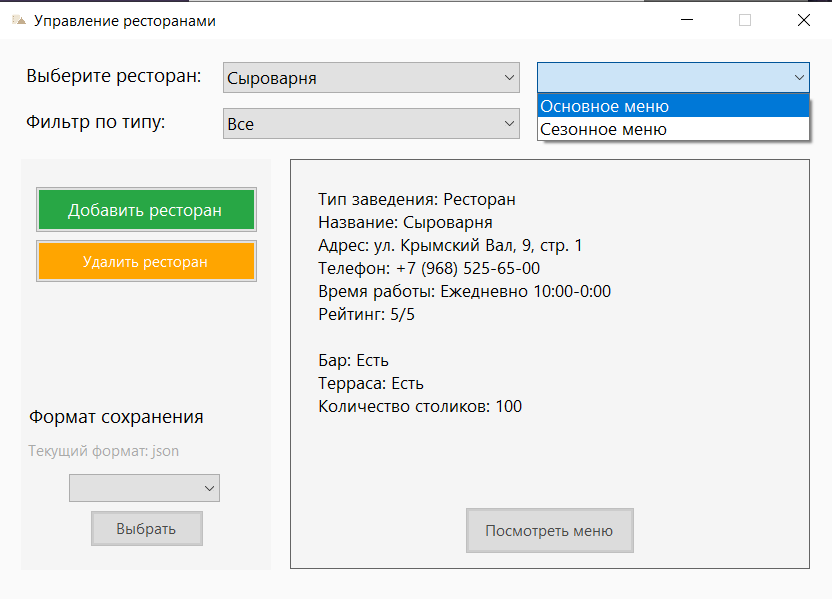 Управление ресторанами
Выберите ресторан:
Сыроварня
Основное меню
Сезонное меню
Фильтр по типу:
Все
Добавить ресторан
Удалить ресторан
Формат сохранения
Текущий формат: json
Выбрать
Тип заведения: Ресторан
Название: Сыроварня
Адрес: ул. Крымский Вал, 9, стр. 1
Телефон: +7 (968) 525-65-00
Время работы: Ежедневно 10:00-0:00
Рейтинг: 5/5
Бар: Есть
Терраса: Есть
Количество столиков: 100
Посмотреть меню